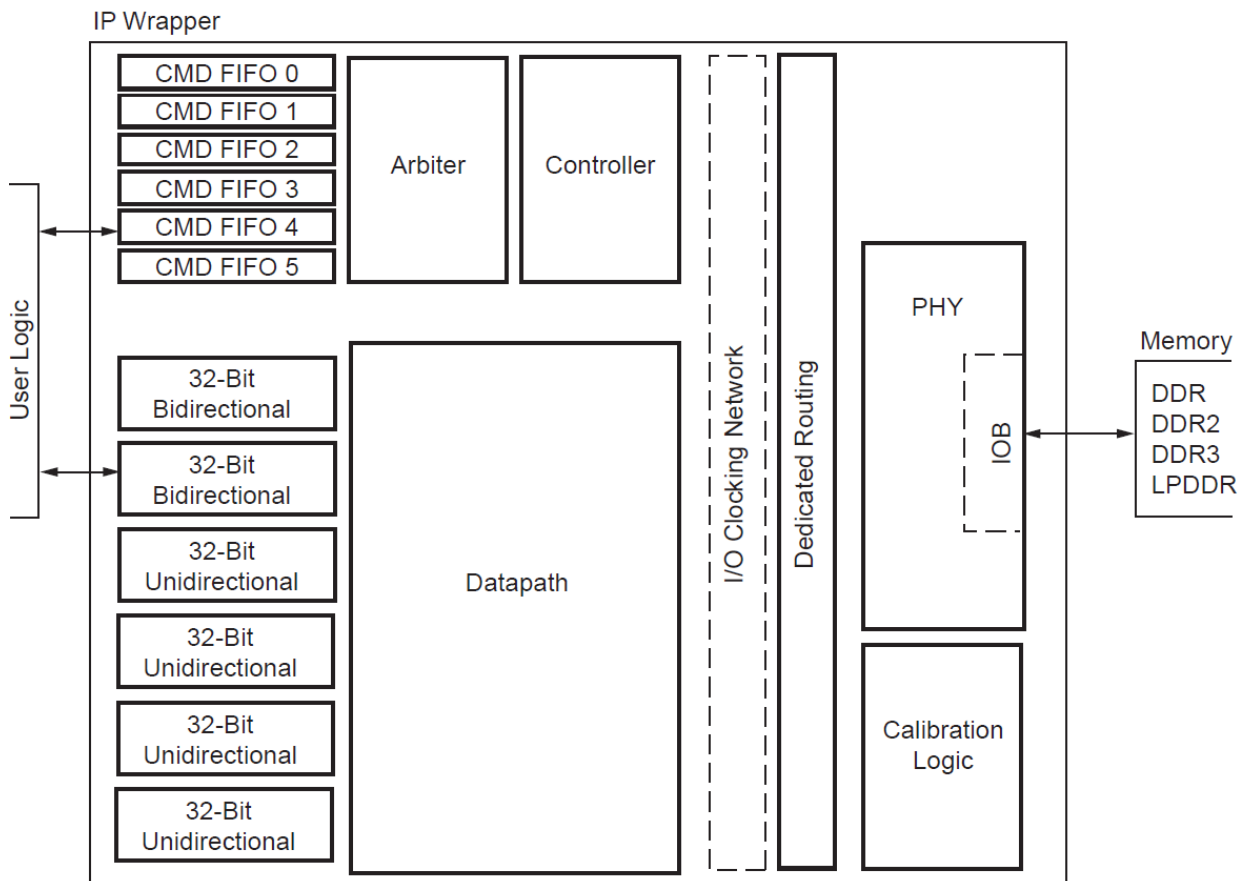 IP Wrapper
CMD FIFO 0
CMD FIFO 1
CMD FIFO 2
CMD FIFO 3
CMD FIFO 4
CMD FIFO 5
Arbiter
Controller
User Logic
32-Bit
Bidirectional
32-Bit
Bidirectional
32-Bit
Unidirectional
32-Bit
Unidirectional
32-Bit
Unidirectional
32-Bit
Unidirectional
Datapath
I/O Clocking Network
Dedicated Routing
PHY
IOB
Calibration
Logic
Memory
DDR
DDR2
DDR3
LPDDR